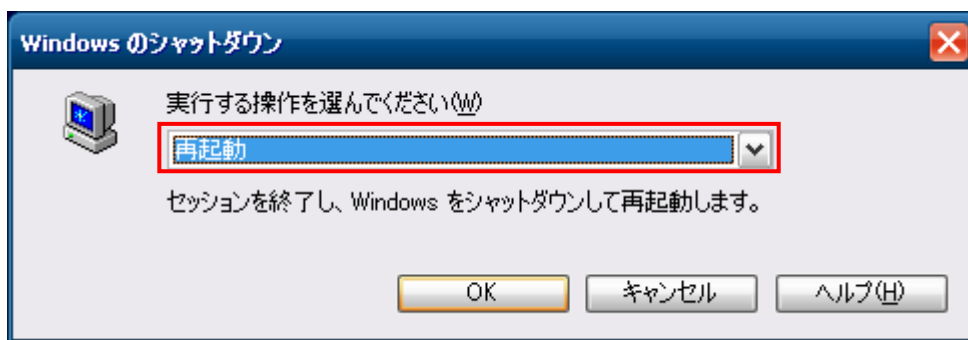 Windows のシャットダウン
実行する操作を選んでください(W)
再起動
セッションを終了し、Windows をシャットダウンして再起動します。
OK キャンセル ヘルプ(H)